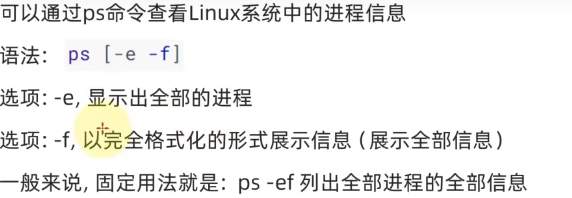 可以通过ps命令查看Linux系统中的进程信息
语法： ps [-e -f]
选项: -e, 显示出全部的进程
选项: -f, 以完全格式化的形式展示信息（展示全部信息）
一般来说, 固定用法就是：ps -ef 列出全部进程的全部信息